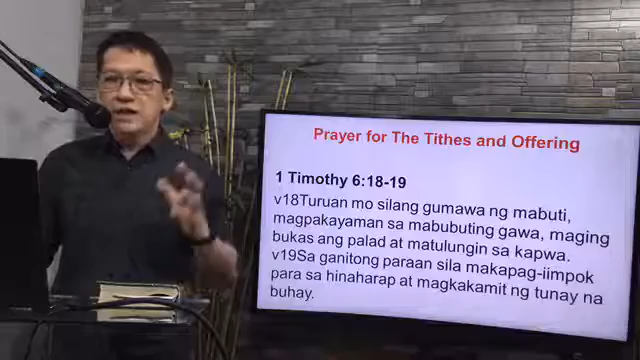 Prayer for The Tithes and Offering
1 Timothy 6:18-19
v18Turuan mo silang gumawa ng mabuti,
magpakayaman sa mabubuting gawa, maging
bukas ang palad at matulungin sa kapwa.
v19Sa ganitong paraan sila makapag-iimpok
para sa hinaharap at magkakamit ng tunay na
buhay.